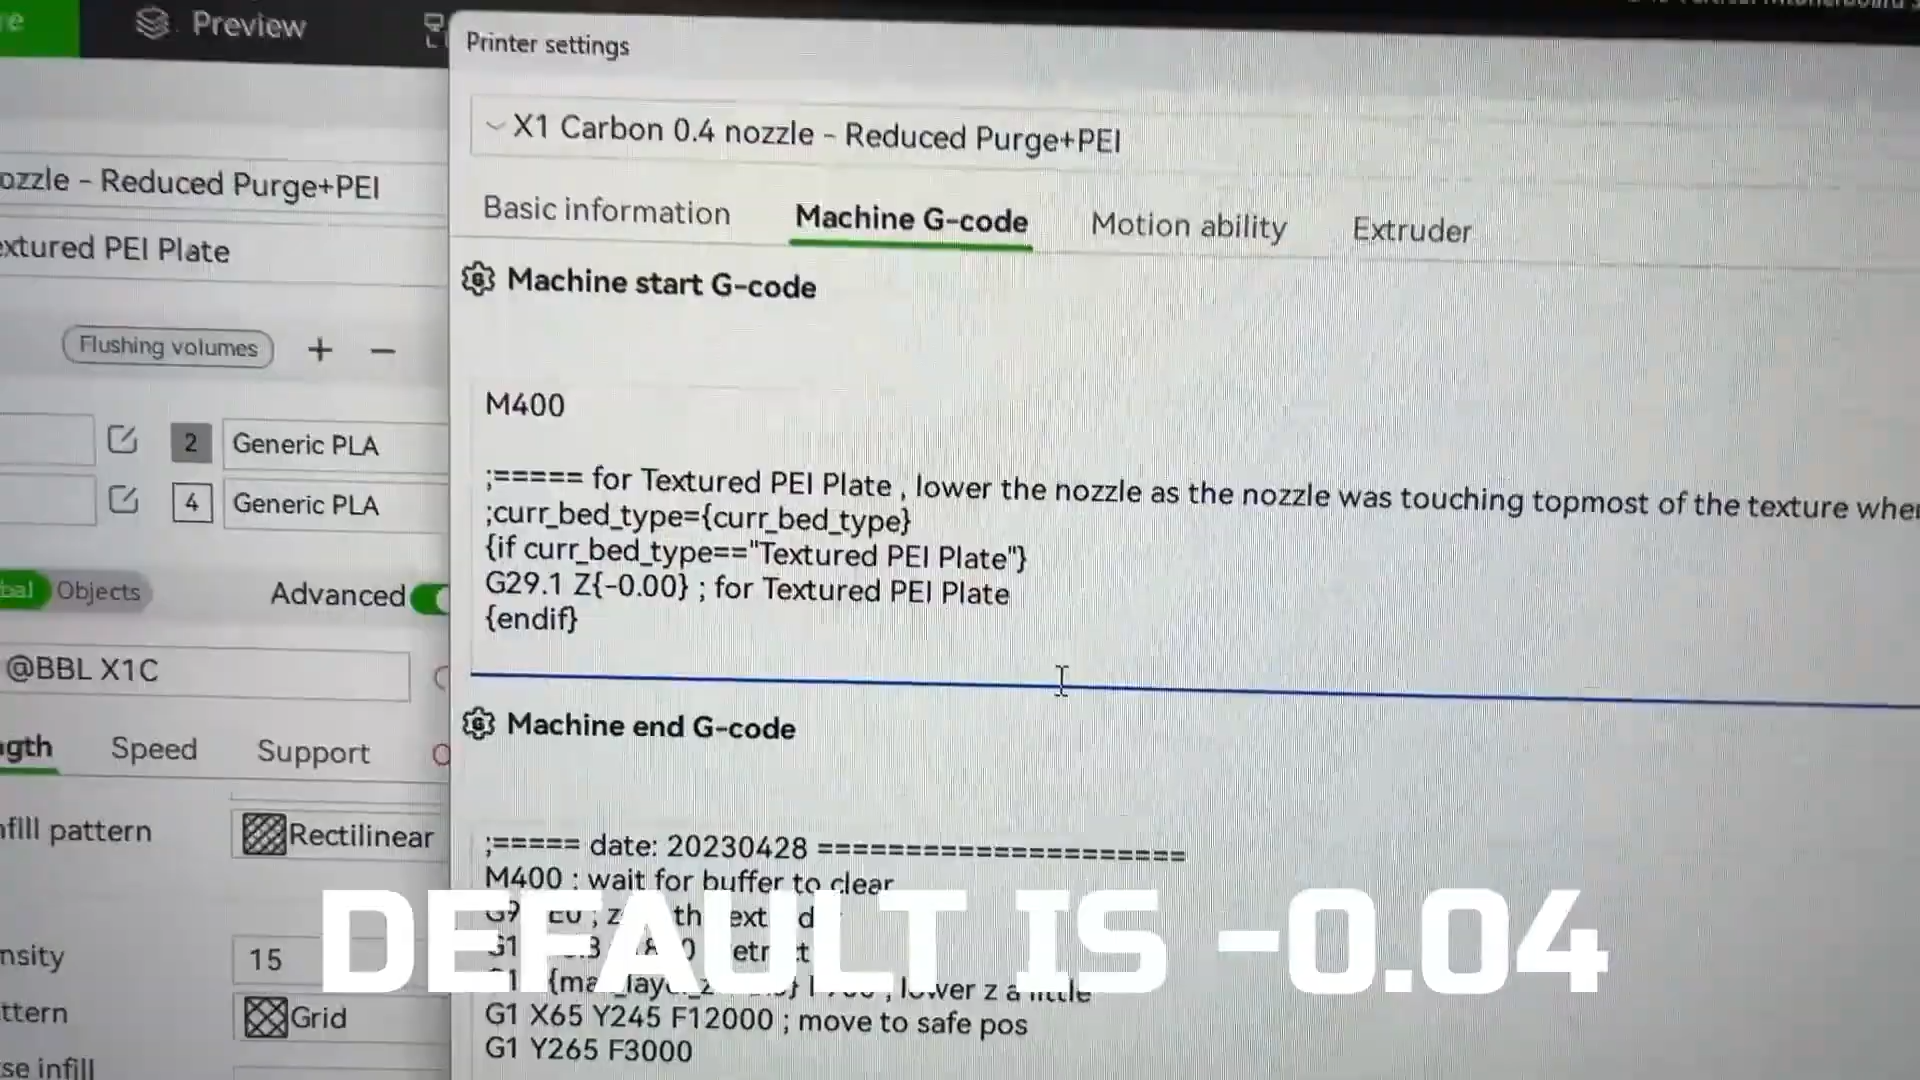 Preview
Printer settings
X1 Carbon 0.4 nozzle - Reduced Purge+PEI
ozzle - Reduced Purge+PEI
Basic information
Machine G-code
Motion ability
Extruder
extured PEI Plate
Machine start G-code
Flushing volumes
+ −
M400
2 Generic PLA
;===== for Textured PEI Plate , lower the nozzle as the nozzle was touching topmost of the texture when
4 Generic PLA
;curr_bed_type={curr_bed_type}
{if curr_bed_type=="Textured PEI Plate"}
G29.1 Z{-0.00} ; for Textured PEI Plate
{endif}
Objects
Advanced
@BBL X1C
Machine end G-code
ngth
Speed
Support
nfill pattern
Rectilinear
;===== date: 20230428 =====================
M400 ; wait for buffer to clear
DEFAULT IS -0.04
nsity
15
lower z a little
ttern
Grid
G1 X65 Y245 F12000 ; move to safe pos
G1 Y265 F3000
se infill